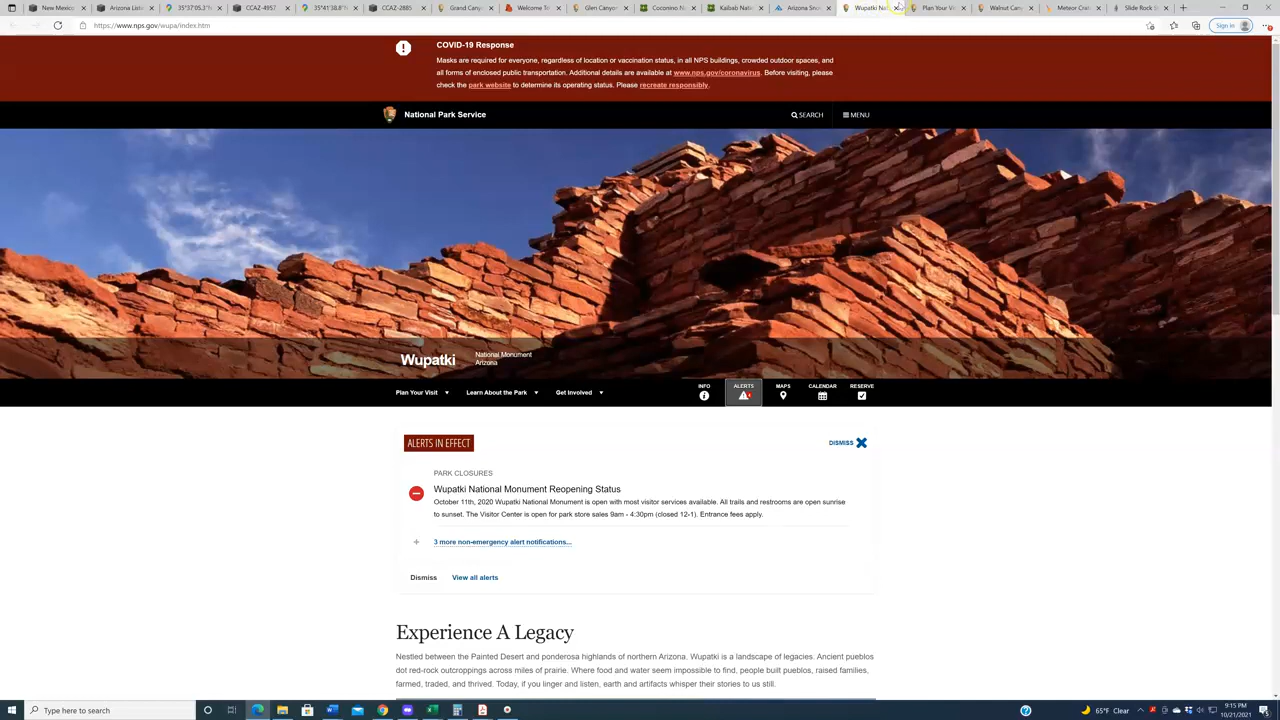 New Mexico
Arizona Listin
35°37'05.3"N
CCAZ-4957
35°41'38.8"N
CCAZ-2885
Grand Cany
Welcome To
Glen Canyon
Coconino N
Kaibab Natio
Arizona Sno
Wupatki Nat
Plan Your Vi
Walnut Cany
Meteor Crat
Slide Rock S
https://www.nps.gov/wupa/index.htm
Sign in
COVID-19 Response
Masks are required for everyone, regardless of location or vaccination status, in all NPS buildings, crowded outdoor spaces, and
all forms of enclosed public transportation. Additional details are available at www.nps.gov/coronavirus. Before visiting, please
check the park website to determine its operating status. Please recreate responsibly.
National Park Service
SEARCH
MENU
Wupatki
National Monument
Arizona
Plan Your Visit
Learn About the Park
Get Involved
INFO
ALERTS
MAPS
CALENDAR
RESERVE
ALERTS IN EFFECT
DISMISS
PARK CLOSURES
Wupatki National Monument Reopening Status
October 11th, 2020 Wupatki National Monument is open with most visitor services available. All trails and restrooms are open sunrise
to sunset. The Visitor Center is open for park store sales 9am - 4:30pm (closed 12-1). Entrance fees apply.
3 more non-emergency alert notifications...
Dismiss
View all alerts
Experience A Legacy
Nestled between the Painted Desert and ponderosa highlands of northern Arizona. Wupatki is a landscape of legacies. Ancient pueblos
dot red-rock outcroppings across miles of prairie. Where food and water seem impossible to find, people built pueblos, raised families,
farmed, traded, and thrived. Today, if you linger and listen, earth and artifacts whisper their stories to us still.
Type here to search
65°F Clear
9:15 PM
10/21/2021